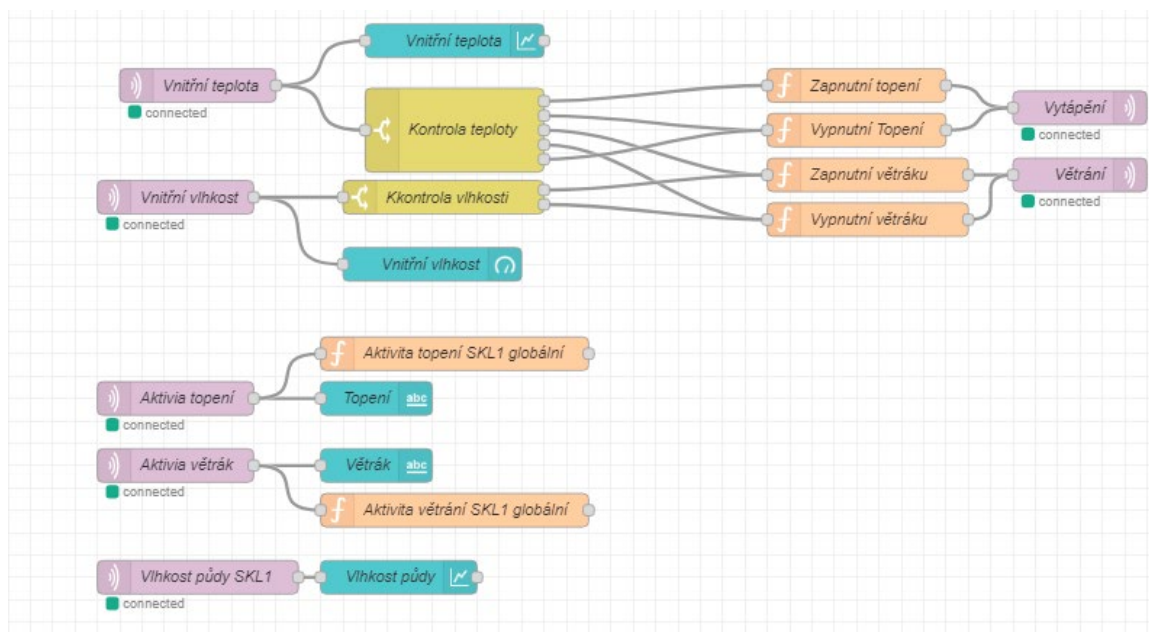 Vnitřní teplota
Vnitřní teplota
connected
Zapnutní topení
Kontrola teploty
Vypnutní Topení
Vytápění
connected
Zapnutní větráku
Větrání
connected
Vnitřní vlhkost
connected
Kkontrola vlhkosti
Vypnutní větráku
Vnitřní vlhkost
Aktivita topení SKL1 globální
Aktivia topení
connected
Topení abc
Aktivia větrák
connected
Větrák abc
Aktivita větrání SKL1 globální
Vlhkost půdy SKL1
connected
Vlhkost půdy